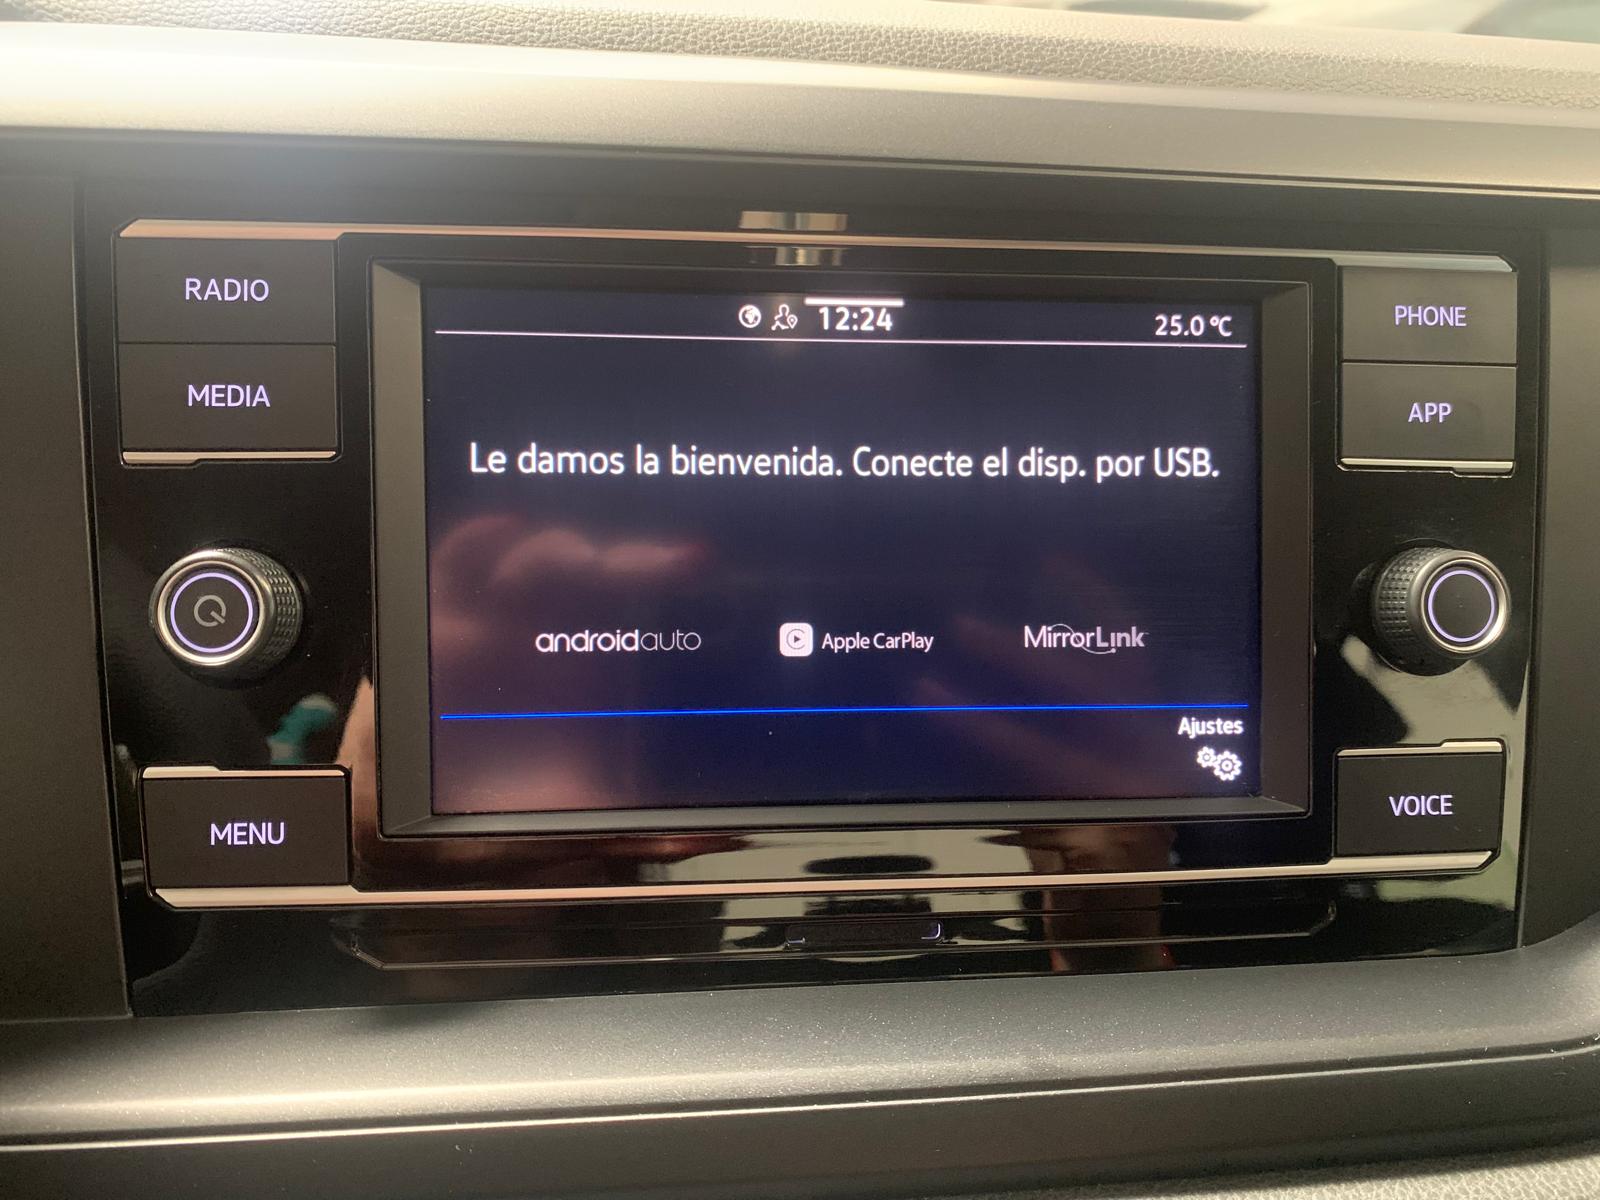 RADIO
MEDIA
MENU
12:24
25.0 °C
Le damos la bienvenida. Conecte el disp. por USB.
androidauto
Apple CarPlay
MirrorLink
Ajustes
PHONE
APP
VOICE